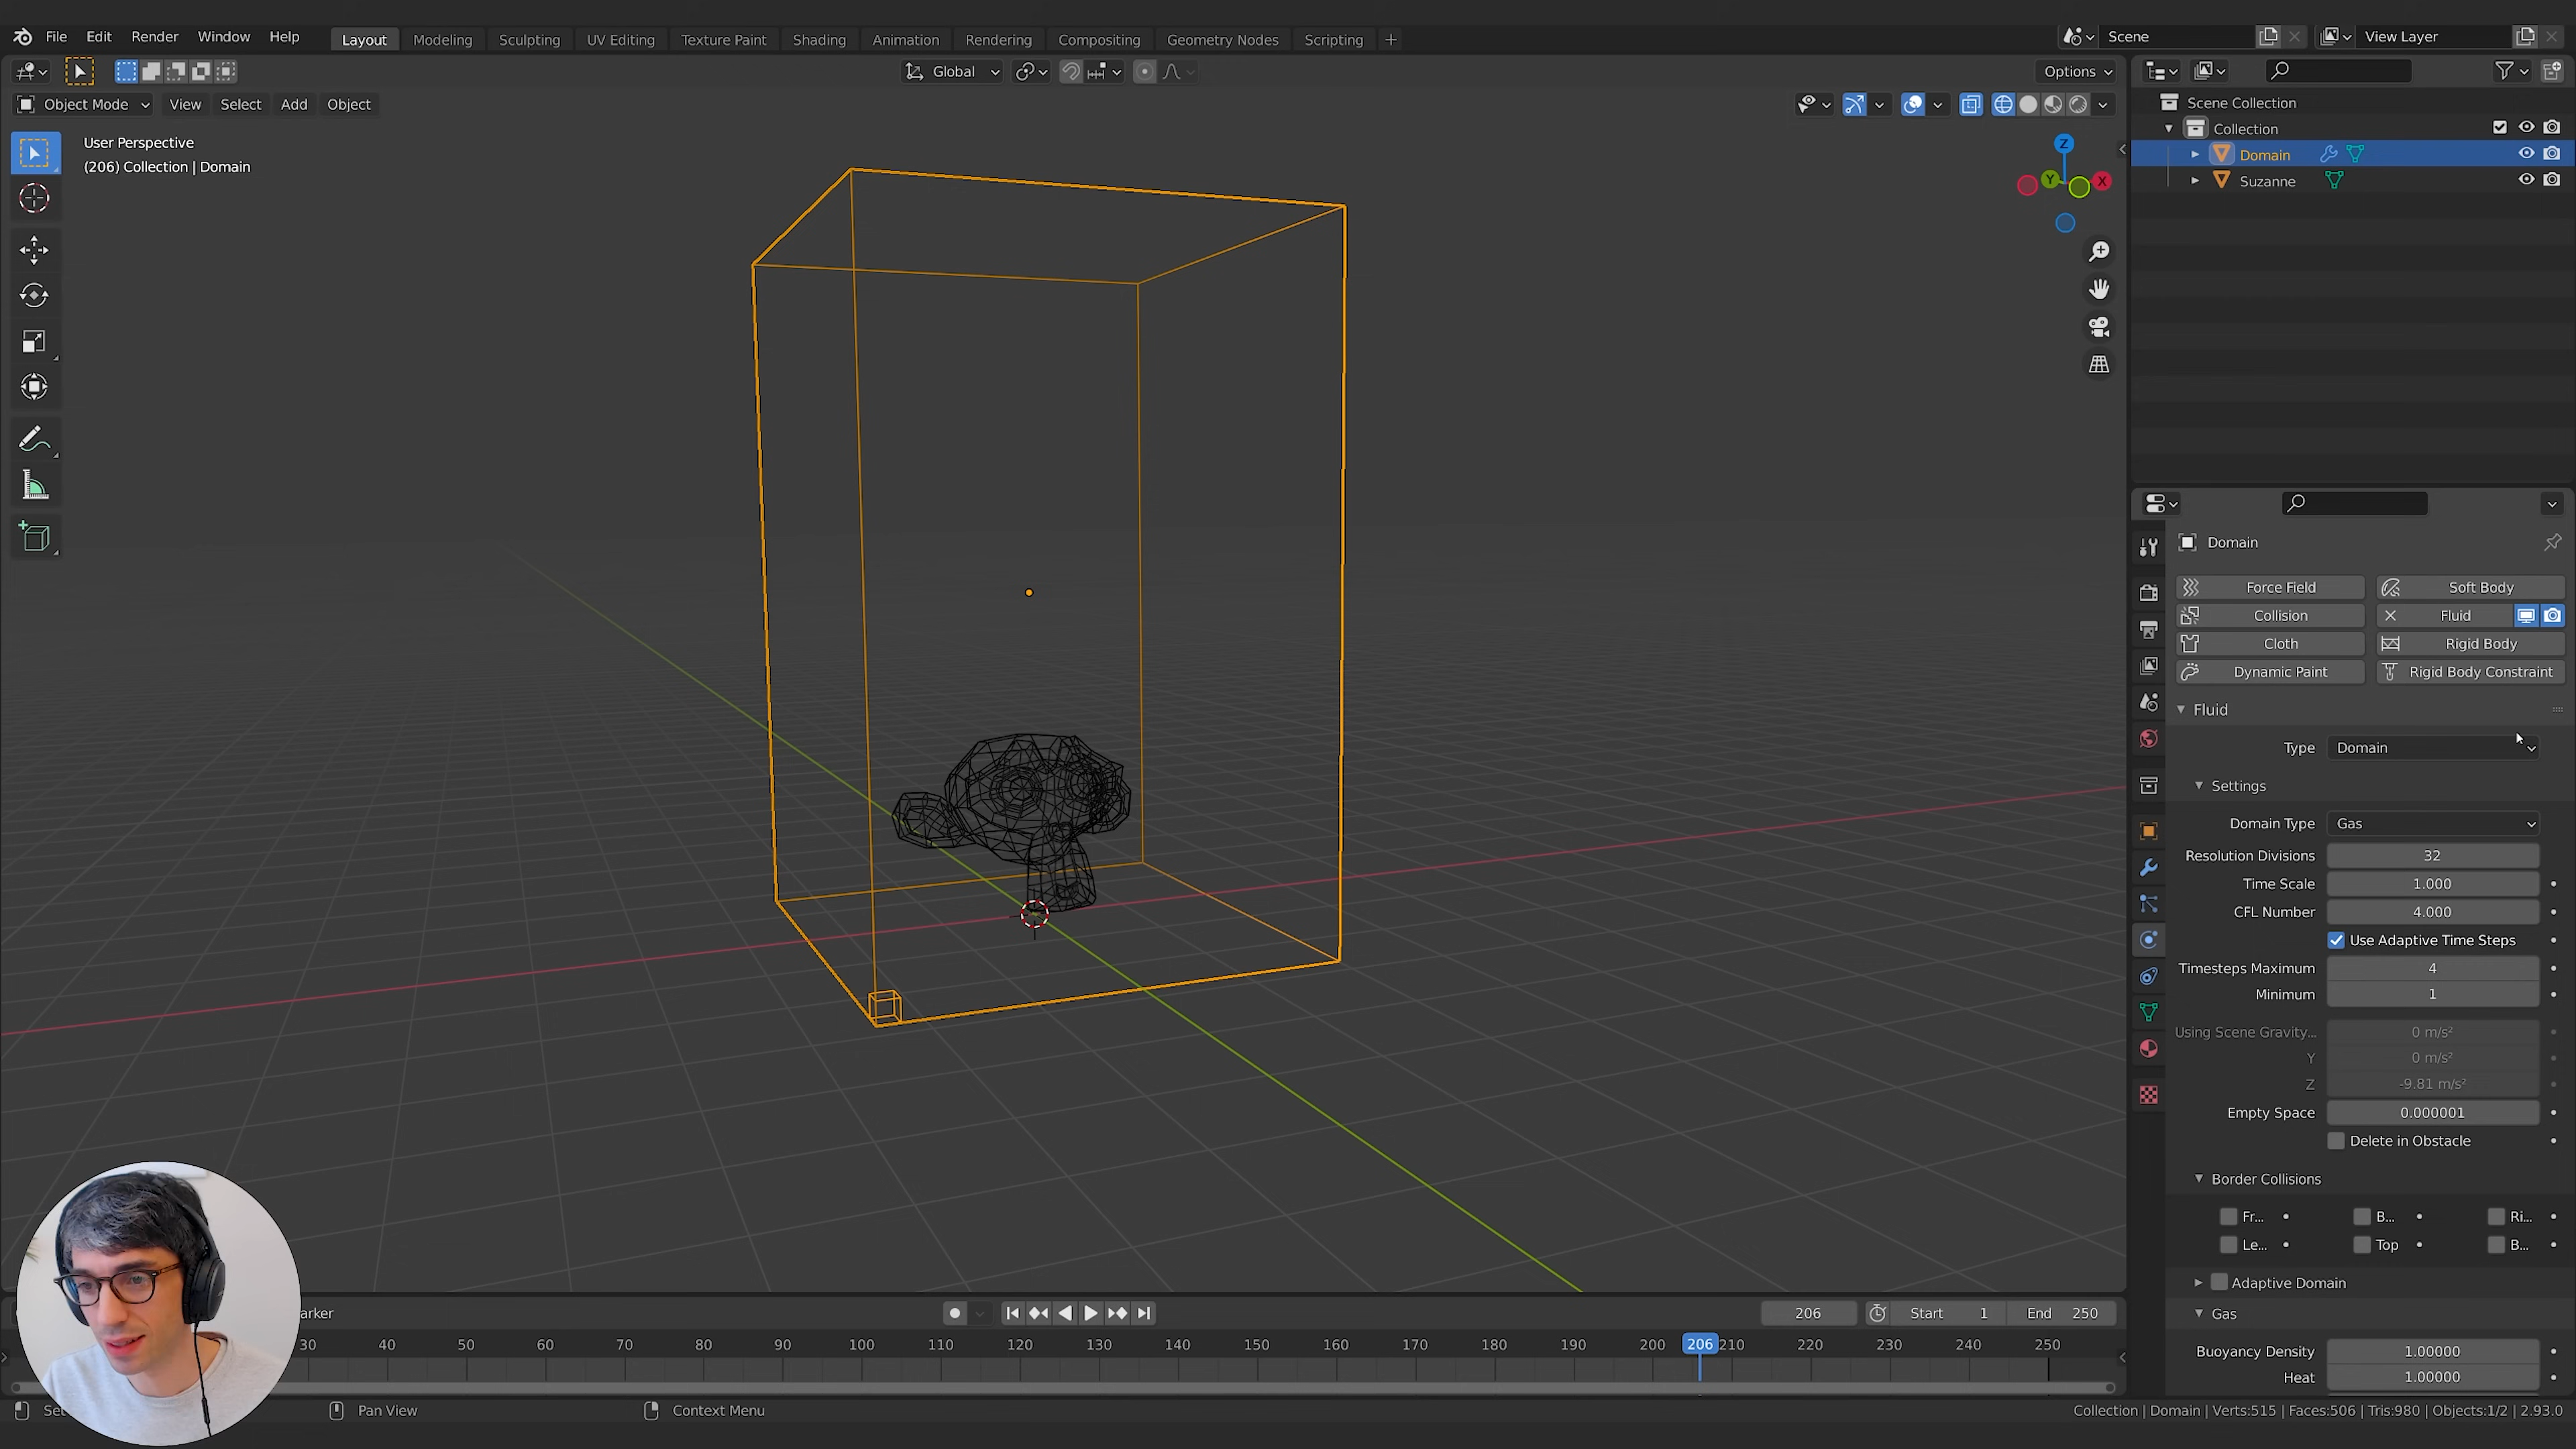 File Edit Render Window Help Layout Modeling Sculpting UV Editing Texture Paint Shading Animation Rendering Compositing Geometry Nodes Scripting + Scene View Layer
Global Options
Object Mode View Select Add Object
Scene Collection
Collection
Domain
Suzanne
User Perspective
(206) Collection | Domain
Z
Y
X
Domain
Force Field Soft Body
Collision Fluid
Cloth Rigid Body
Dynamic Paint Rigid Body Constraint
Fluid
Type Domain
Settings
Domain Type Gas
Resolution Divisions 32
Time Scale 1.000
CFL Number 4.000
Use Adaptive Time Steps
Timesteps Maximum 4
Minimum 1
Using Scene Gravity... 0 m/s²
Y 0 m/s²
Z -9.81 m/s²
Empty Space 0.000001
Delete in Obstacle
Border Collisions
Fr... B... Ri...
Le... Top B...
Adaptive Domain
Gas
Buoyancy Density 1.00000
Heat 1.00000
arker 206 Start 1 End 250
30 40 50 60 70 80 90 100 110 120 130 140 150 160 170 180 190 200 206 210 220 230 240 250
Se Pan View Context Menu Collection | Domain | Verts:515 | Faces:506 | Tris:980 | Objects:1/2 | 2.93.0